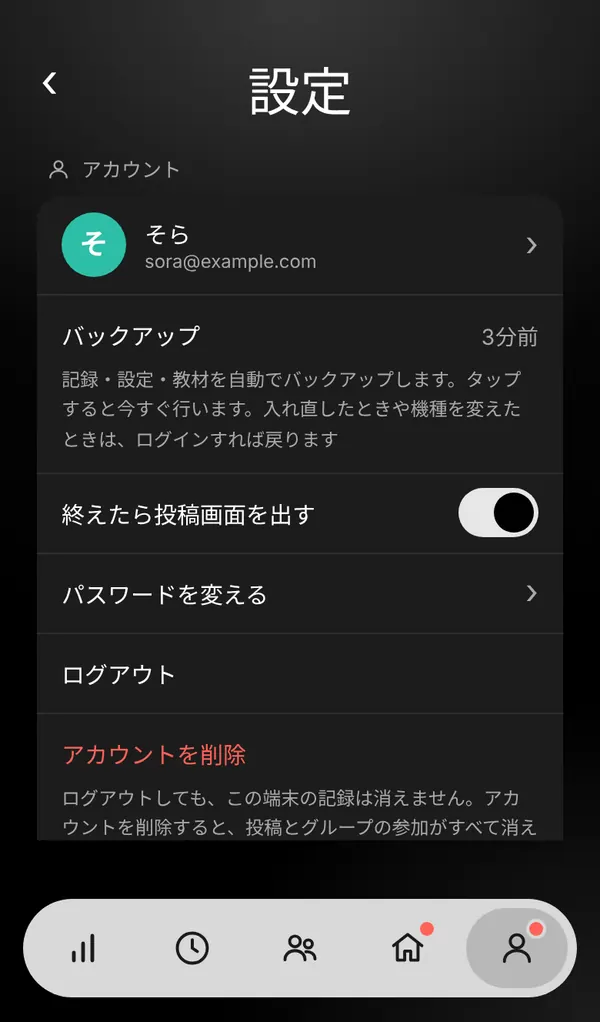 設定
アカウント
そ
そら
sora@example.com
バックアップ
3分前
記録・設定・教材を自動でバックアップします。タップ
すると今すぐ行います。入れ直したときや機種を変えた
ときは、ログインすれば戻ります
終えたら投稿画面を出す
パスワードを変える
ログアウト
アカウントを削除
ログアウトしても、この端末の記録は消えません。アカ
ウントを削除すると、投稿とグループの参加がすべて消え